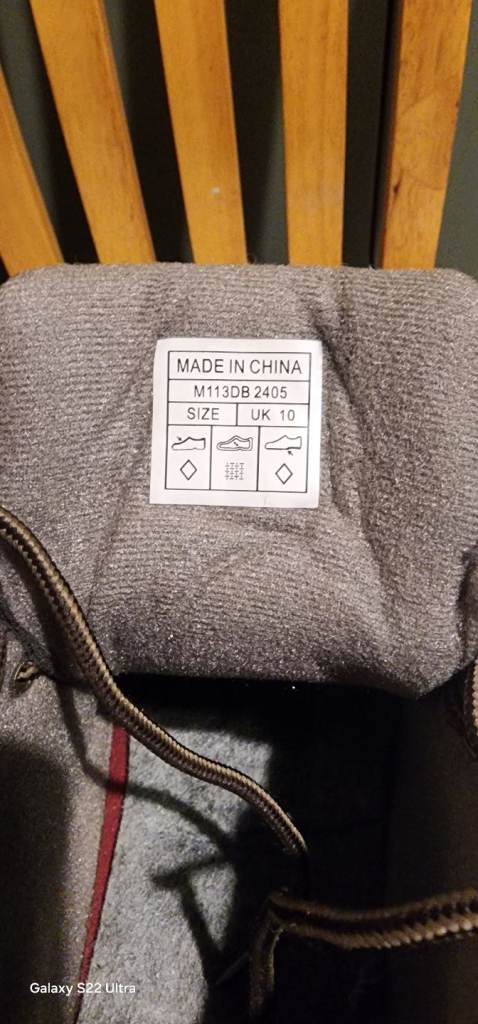 MADE IN CHINA
M113DB 2405
SIZE UK 10
Galaxy S22 Ultra